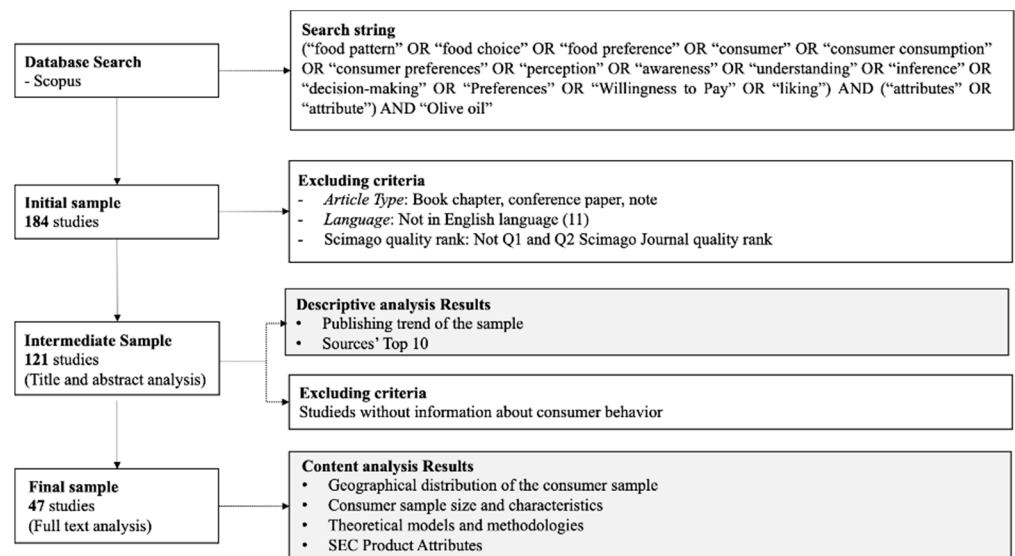 Database Search
- Scopus
Search string
("food pattern" OR "food choice" OR "food preference" OR "consumer" OR "consumer consumption"
OR "consumer preferences" OR "perception" OR "awareness" OR "understanding" OR "inference" OR
"decision-making" OR "Preferences" OR "Willingness to Pay" OR "liking") AND ("attributes" OR
"attribute") AND "Olive oil"
Initial sample
184 studies
Excluding criteria
- Article Type: Book chapter, conference paper, note
- Language: Not in English language (11)
- Scimago quality rank: Not Q1 and Q2 Scimago Journal quality rank
Intermediate Sample
121 studies
(Title and abstract analysis)
Descriptive analysis Results
• Publishing trend of the sample
• Sources' Top 10
Excluding criteria
Studieds without information about consumer behavior
Final sample
47 studies
(Full text analysis)
Content analysis Results
• Geographical distribution of the consumer sample
• Consumer sample size and characteristics
• Theoretical models and methodologies
• SEC Product Attributes